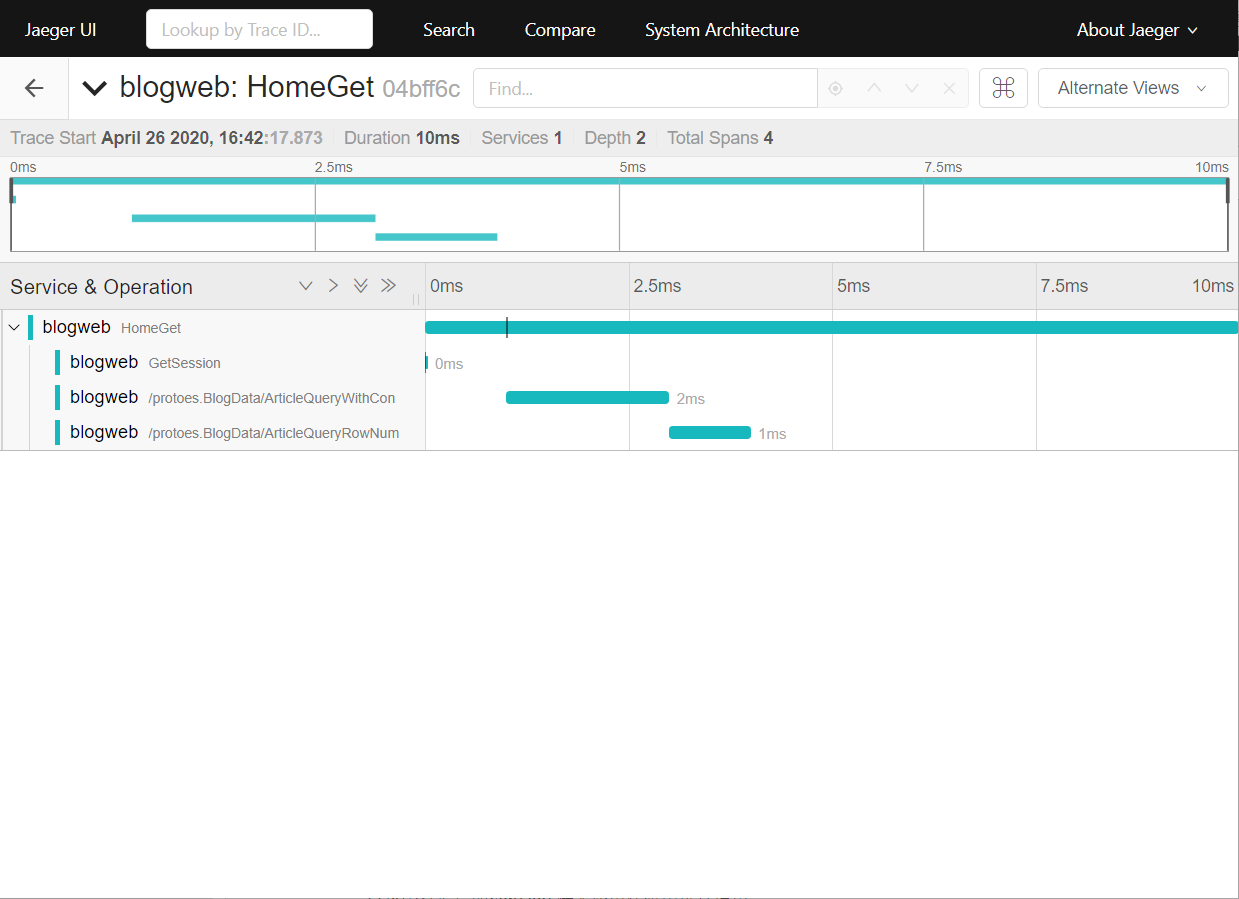 Jaeger UI Lookup by Trace ID... Search Compare System Architecture About Jaeger
blogweb: HomeGet 04bff6c Find... ⌘ Alternate Views
Trace Start April 26 2020, 16:42:17.873 Duration 10ms Services 1 Depth 2 Total Spans 4
0ms 2.5ms 5ms 7.5ms 10ms
Service & Operation 0ms 2.5ms 5ms 7.5ms 10ms
blogweb HomeGet
blogweb GetSession 0ms
blogweb /protoes.BlogData/ArticleQueryWithCon 2ms
blogweb /protoes.BlogData/ArticleQueryRowNum 1ms